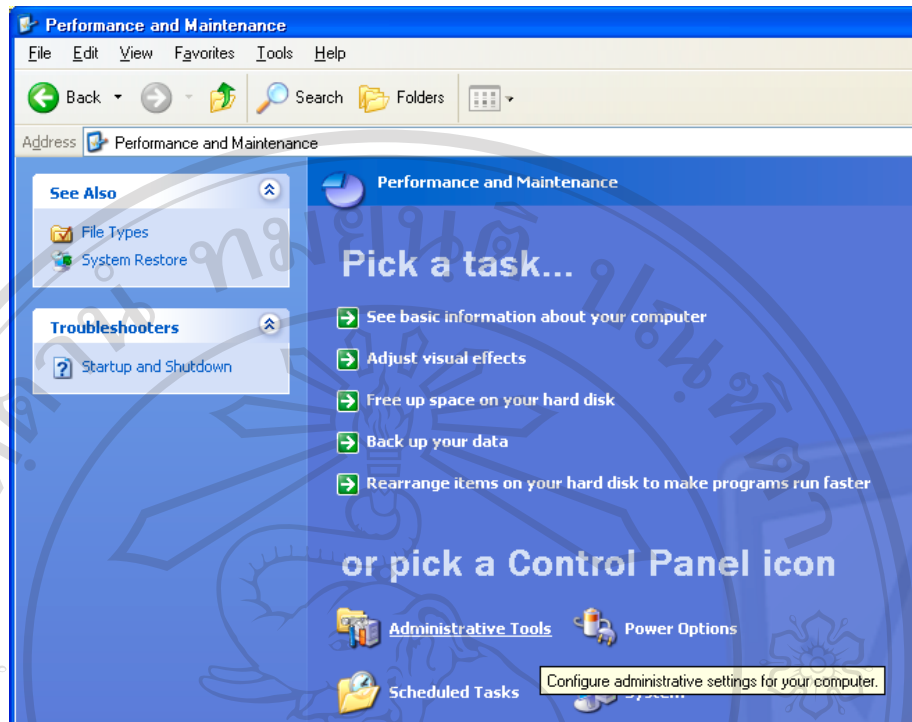 Performance and Maintenance
File Edit View Favorites Tools Help
Back Search Folders
Address Performance and Maintenance
See Also
File Types
System Restore
Troubleshooters
Startup and Shutdown
Performance and Maintenance
Pick a task...
See basic information about your computer
Adjust visual effects
Free up space on your hard disk
Back up your data
Rearrange items on your hard disk to make programs run faster
or pick a Control Panel icon
Administrative Tools Power Options
Scheduled Tasks System
Configure administrative settings for your computer.